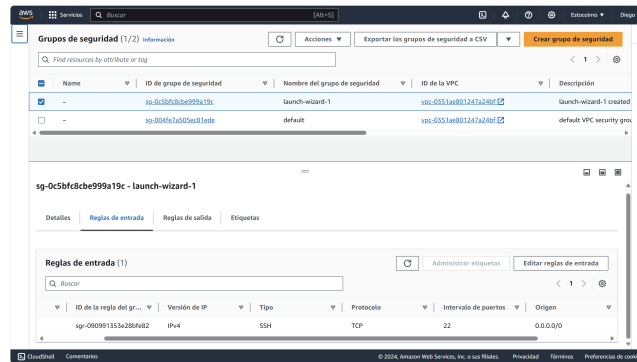 aws
Servicios
Buscar
[Alt+S]
Estocolmo ▼
Diego
Grupos de seguridad (1/2) Información
Acciones ▼
Exportar los grupos de seguridad a CSV ▼
Crear grupo de seguridad
Find resources by attribute or tag
1
Name
ID de grupo de seguridad
Nombre del grupo de seguridad
ID de la VPC
Descripción
–
sg-0c5bfc8cbe999a19c
launch-wizard-1
vpc-0351ae801247a24bf
launch-wizard-1 created
–
sg-004fe7a505ec81ede
default
vpc-0351ae801247a24bf
default VPC security grou
sg-0c5bfc8cbe999a19c - launch-wizard-1
Detalles
Reglas de entrada
Reglas de salida
Etiquetas
Reglas de entrada (1)
Administrar etiquetas
Editar reglas de entrada
Buscar
1
ID de la regla del gr...
Versión de IP
Tipo
Protocolo
Intervalo de puertos
Origen
sgr-090991353e28bfe82
IPv4
SSH
TCP
22
0.0.0.0/0
CloudShell
Comentarios
© 2024, Amazon Web Services, Inc. o sus filiales.
Privacidad
Términos
Preferencias de cooki